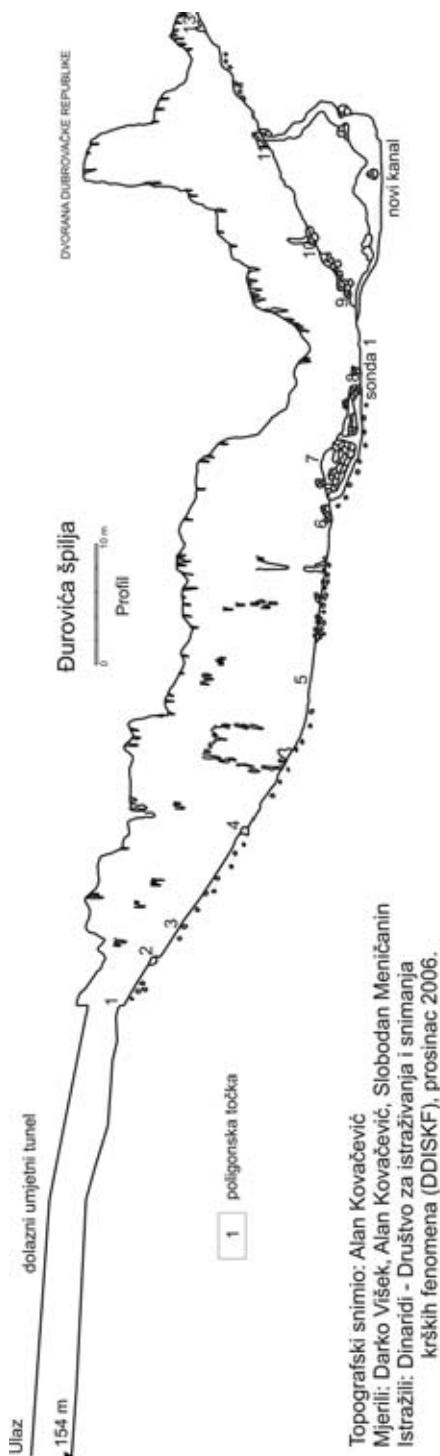 Ulaz
154 m
dolazni umjetni tunel
Đurovića špilja
0 10 m
Profil
DVORANA DUBROVAČKE REPUBLIKE
1
2
3
4
5
6
7
8
sonda 1
9
10
11
13
novi kanal
1 poligonska točka
Topografski snimio: Alan Kovačević
Mjerili: Darko Višek, Alan Kovačević, Slobodan Meničanin
Istražili: Dinaridi - Društvo za istraživanja i snimanja
krških fenomena (DDISKF), prosinac 2006.